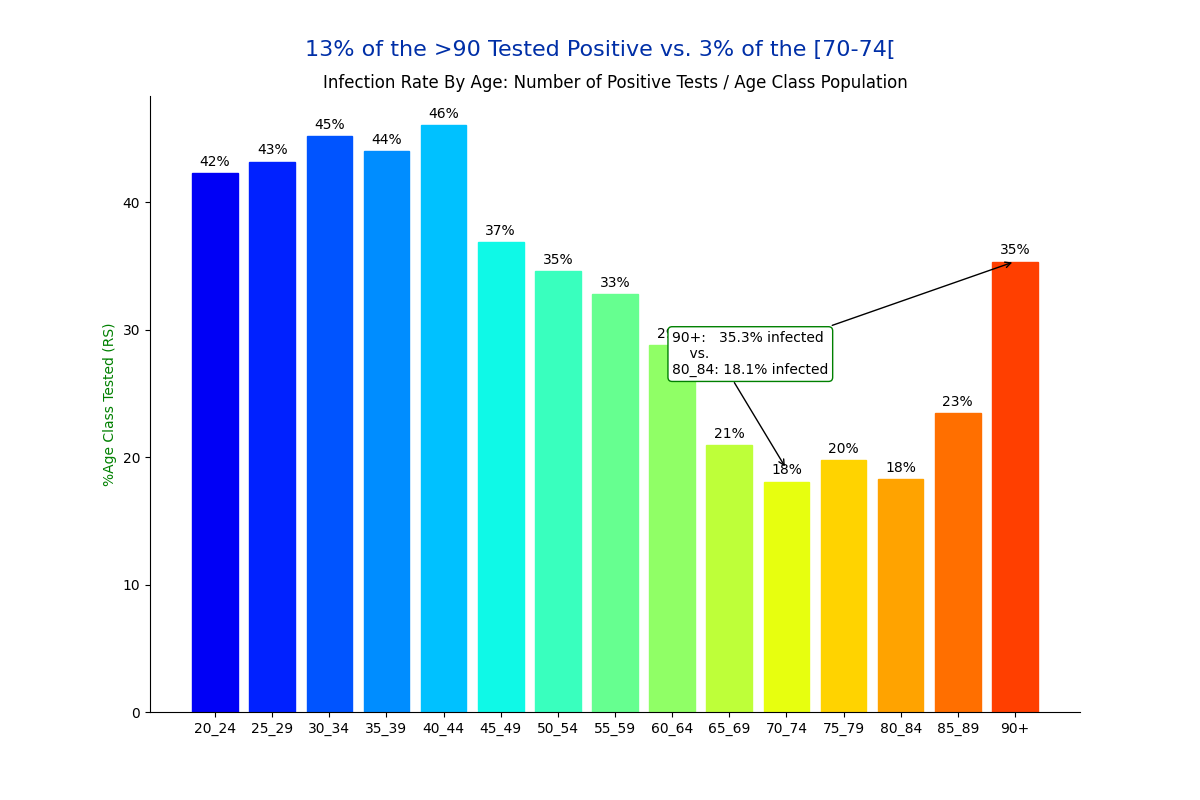 13% of the >90 Tested Positive vs. 3% of the [70-74[
Infection Rate By Age: Number of Positive Tests / Age Class Population
%Age Class Tested (RS)
40
30
20
10
0
42%
43%
45%
44%
46%
37%
35%
33%
21%
18%
20%
18%
23%
35%
90+: 35.3% infected
vs.
80_84: 18.1% infected
20_24 25_29 30_34 35_39 40_44 45_49 50_54 55_59 60_64 65_69 70_74 75_79 80_84 85_89 90+